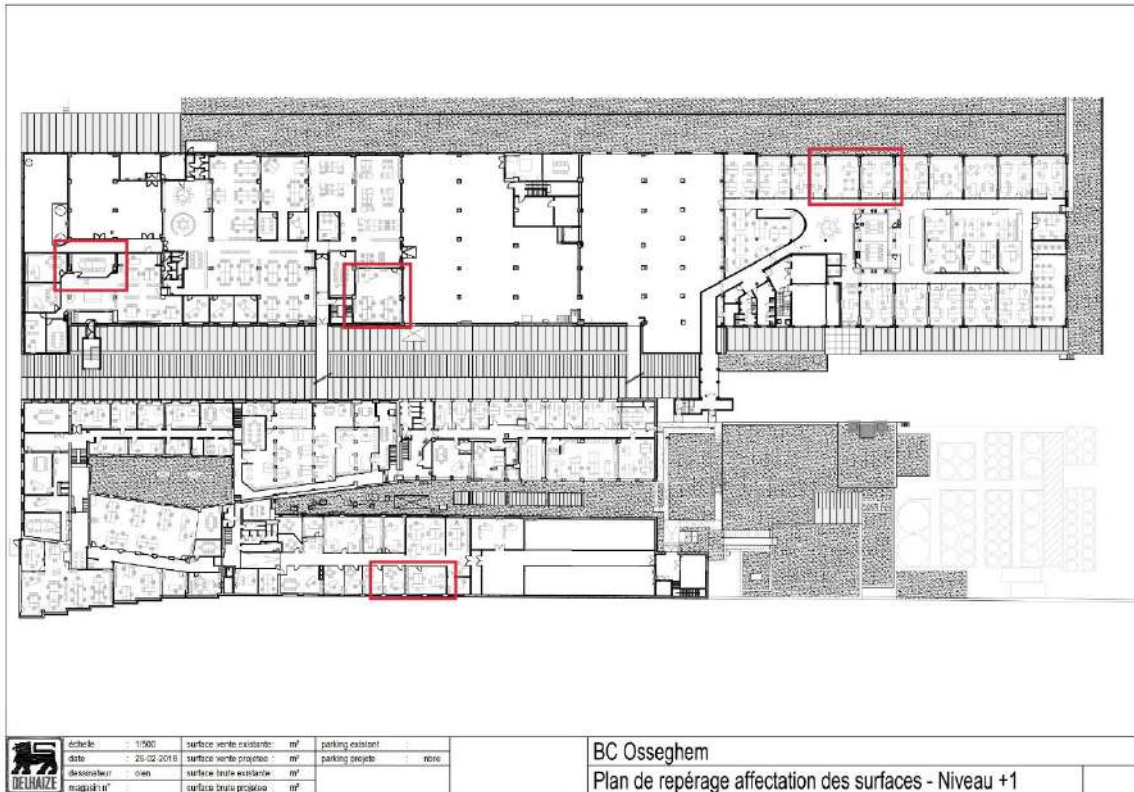 DELHAIZE
échelle : 1/500 surface vente existante : m² parking existant :
date : 26-02-2016 surface vente projetée : m² parking projeté : nbre
dessinateur : olen surface brute existante m²
magasin n° : surface brute projetée : m²
BC Osseghem
Plan de repérage affectation des surfaces - Niveau +1